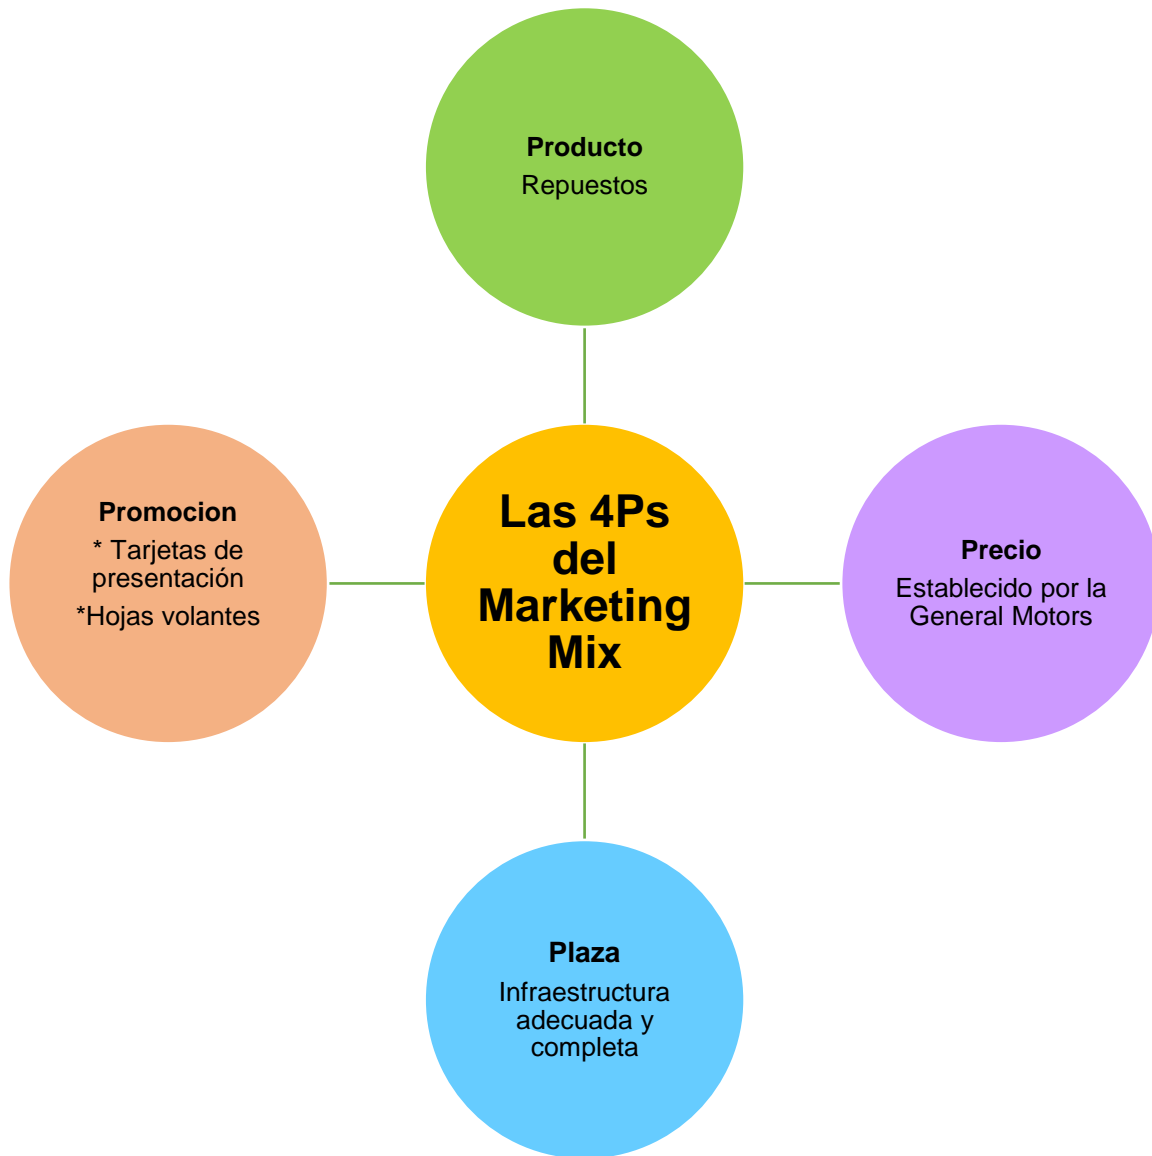 Producto
Repuestos
Promocion
* Tarjetas de
presentación
*Hojas volantes
Las 4Ps
del
Marketing
Mix
Precio
Establecido por la
General Motors
Plaza
Infraestructura
adecuada y
completa